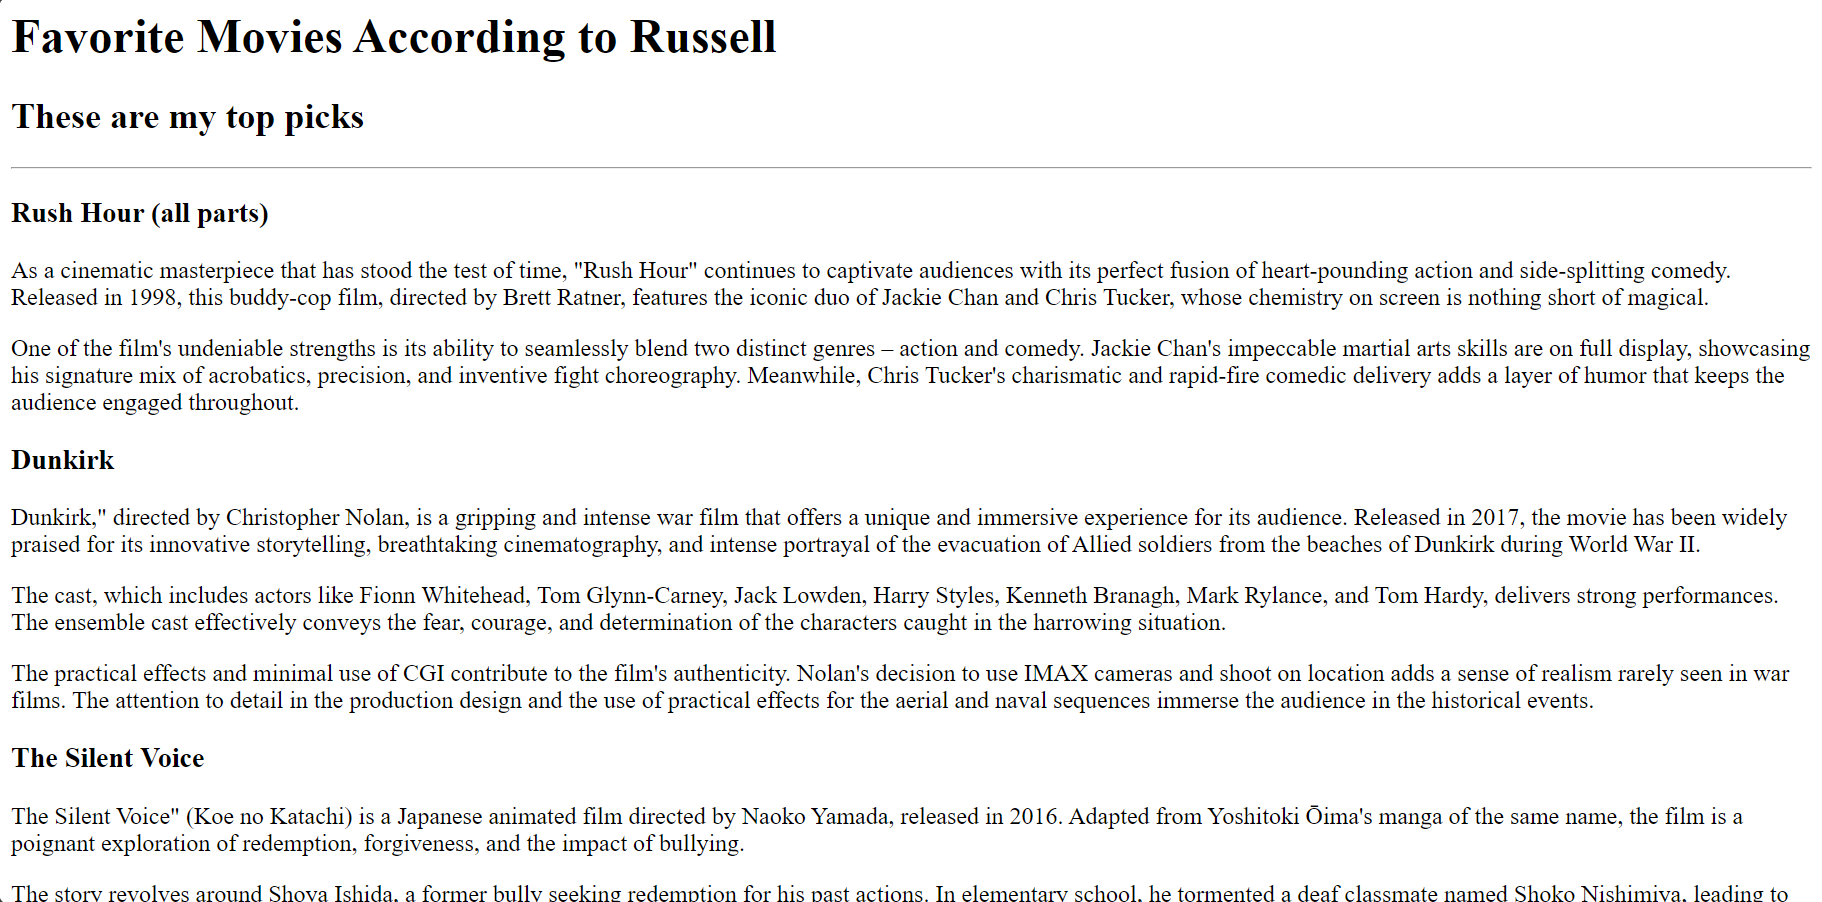 Favorite Movies According to Russell
These are my top picks
Rush Hour (all parts)
As a cinematic masterpiece that has stood the test of time, "Rush Hour" continues to captivate audiences with its perfect fusion of heart-pounding action and side-splitting comedy.
Released in 1998, this buddy-cop film, directed by Brett Ratner, features the iconic duo of Jackie Chan and Chris Tucker, whose chemistry on screen is nothing short of magical.
One of the film's undeniable strengths is its ability to seamlessly blend two distinct genres – action and comedy. Jackie Chan's impeccable martial arts skills are on full display, showcasing
his signature mix of acrobatics, precision, and inventive fight choreography. Meanwhile, Chris Tucker's charismatic and rapid-fire comedic delivery adds a layer of humor that keeps the
audience engaged throughout.
Dunkirk
Dunkirk," directed by Christopher Nolan, is a gripping and intense war film that offers a unique and immersive experience for its audience. Released in 2017, the movie has been widely
praised for its innovative storytelling, breathtaking cinematography, and intense portrayal of the evacuation of Allied soldiers from the beaches of Dunkirk during World War II.
The cast, which includes actors like Fionn Whitehead, Tom Glynn-Carney, Jack Lowden, Harry Styles, Kenneth Branagh, Mark Rylance, and Tom Hardy, delivers strong performances.
The ensemble cast effectively conveys the fear, courage, and determination of the characters caught in the harrowing situation.
The practical effects and minimal use of CGI contribute to the film's authenticity. Nolan's decision to use IMAX cameras and shoot on location adds a sense of realism rarely seen in war
films. The attention to detail in the production design and the use of practical effects for the aerial and naval sequences immerse the audience in the historical events.
The Silent Voice
The Silent Voice" (Koe no Katachi) is a Japanese animated film directed by Naoko Yamada, released in 2016. Adapted from Yoshitoki Ōima's manga of the same name, the film is a
poignant exploration of redemption, forgiveness, and the impact of bullying.
The story revolves around Shoya Ishida, a former bully seeking redemption for his past actions. In elementary school, he tormented a deaf classmate named Shoko Nishimiya, leading to